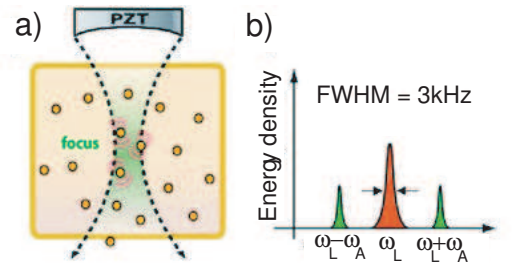 a)
PZT
focus
b)
FWHM = 3kHz
Energy density
ω_L−ω_A
ω_L
ω_L+ω_A